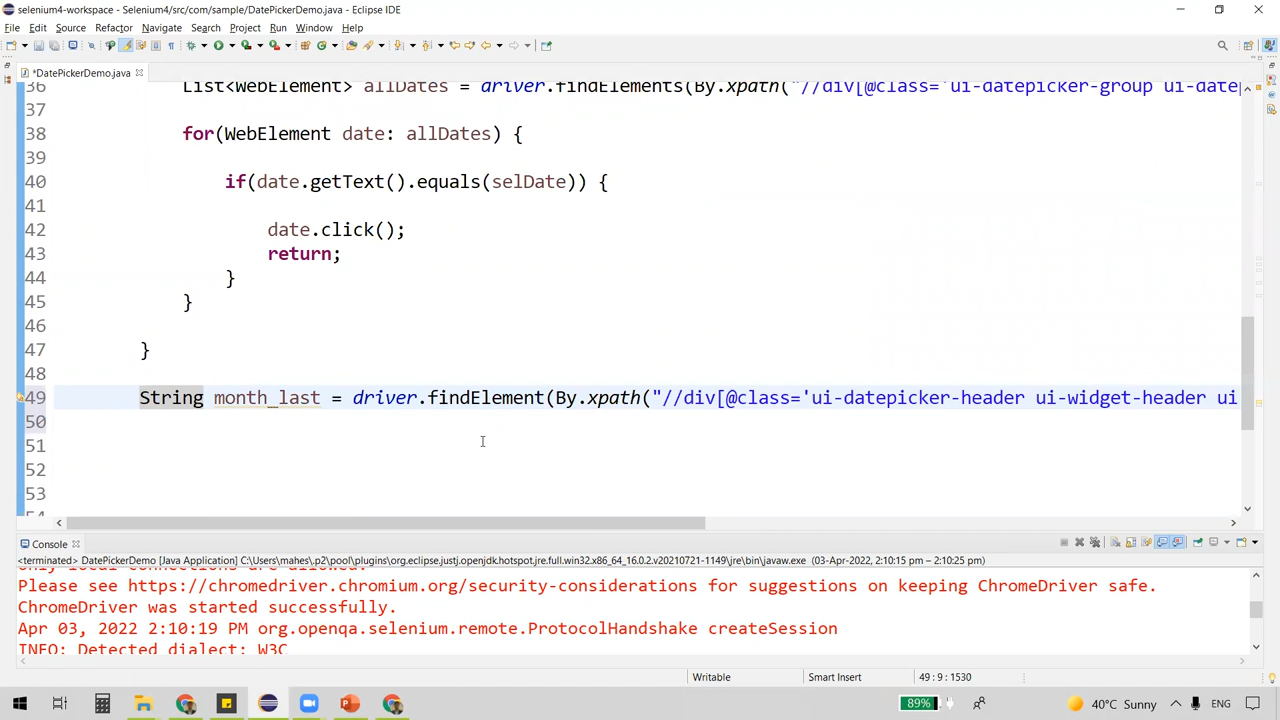 selenium4-workspace - Selenium4/src/com/sample/DatePickerDemo.java - Eclipse IDE
File Edit Source Refactor Navigate Search Project Run Window Help
*DatePickerDemo.java
36 List<WebElement> allDates = driver.findElements(By.xpath("//div[@class='ui-datepicker-group ui-date
37
38 for(WebElement date: allDates) {
39
40 if(date.getText().equals(selDate)) {
41
42 date.click();
43 return;
44 }
45 }
46
47 }
48
49 String month_last = driver.findElement(By.xpath("//div[@class='ui-datepicker-header ui-widget-header ui
50
51
52
53
54
Console
<terminated> DatePickerDemo [Java Application] C:\Users\mahes\.p2\pool\plugins\org.eclipse.justj.openjdk.hotspot.jre.full.win32.x86_64_16.0.2.v20210721-1149\jre\bin\javaw.exe (03-Apr-2022, 2:10:15 pm – 2:10:25 pm)
Only local connections are allowed.
Please see https://chromedriver.chromium.org/security-considerations for suggestions on keeping ChromeDriver safe.
ChromeDriver was started successfully.
Apr 03, 2022 2:10:19 PM org.openqa.selenium.remote.ProtocolHandshake createSession
INFO: Detected dialect: W3C
Writable Smart Insert 49 : 9 : 1530
89% 40°C Sunny ENG